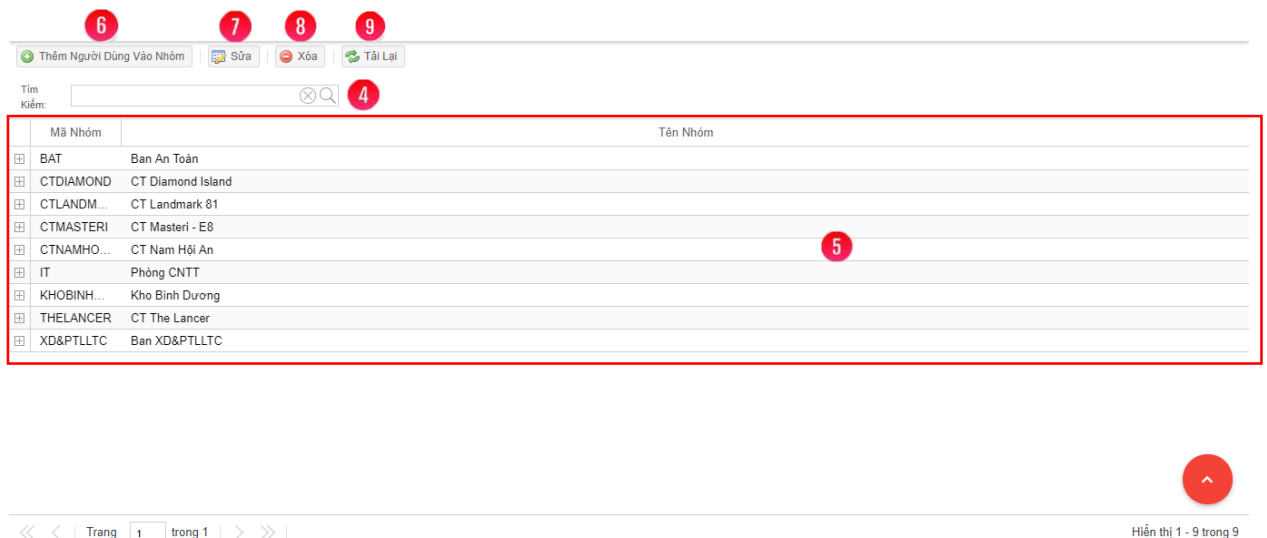 6 7 8 9
Thêm Người Dùng Vào Nhóm Sửa Xóa Tải Lại
Tìm
Kiếm:
4
Mã Nhóm Tên Nhóm
BAT Ban An Toàn
CTDIAMOND CT Diamond Island
CTLANDM... CT Landmark 81
CTMASTERI CT Masteri - E8
CTNAMHO... CT Nam Hội An
5
IT Phòng CNTT
KHOBINH... Kho Bình Dương
THELANCER CT The Lancer
XD&PTLLTC Ban XD&PTLLTC
Trang 1 trong 1 Hiển thị 1 - 9 trong 9